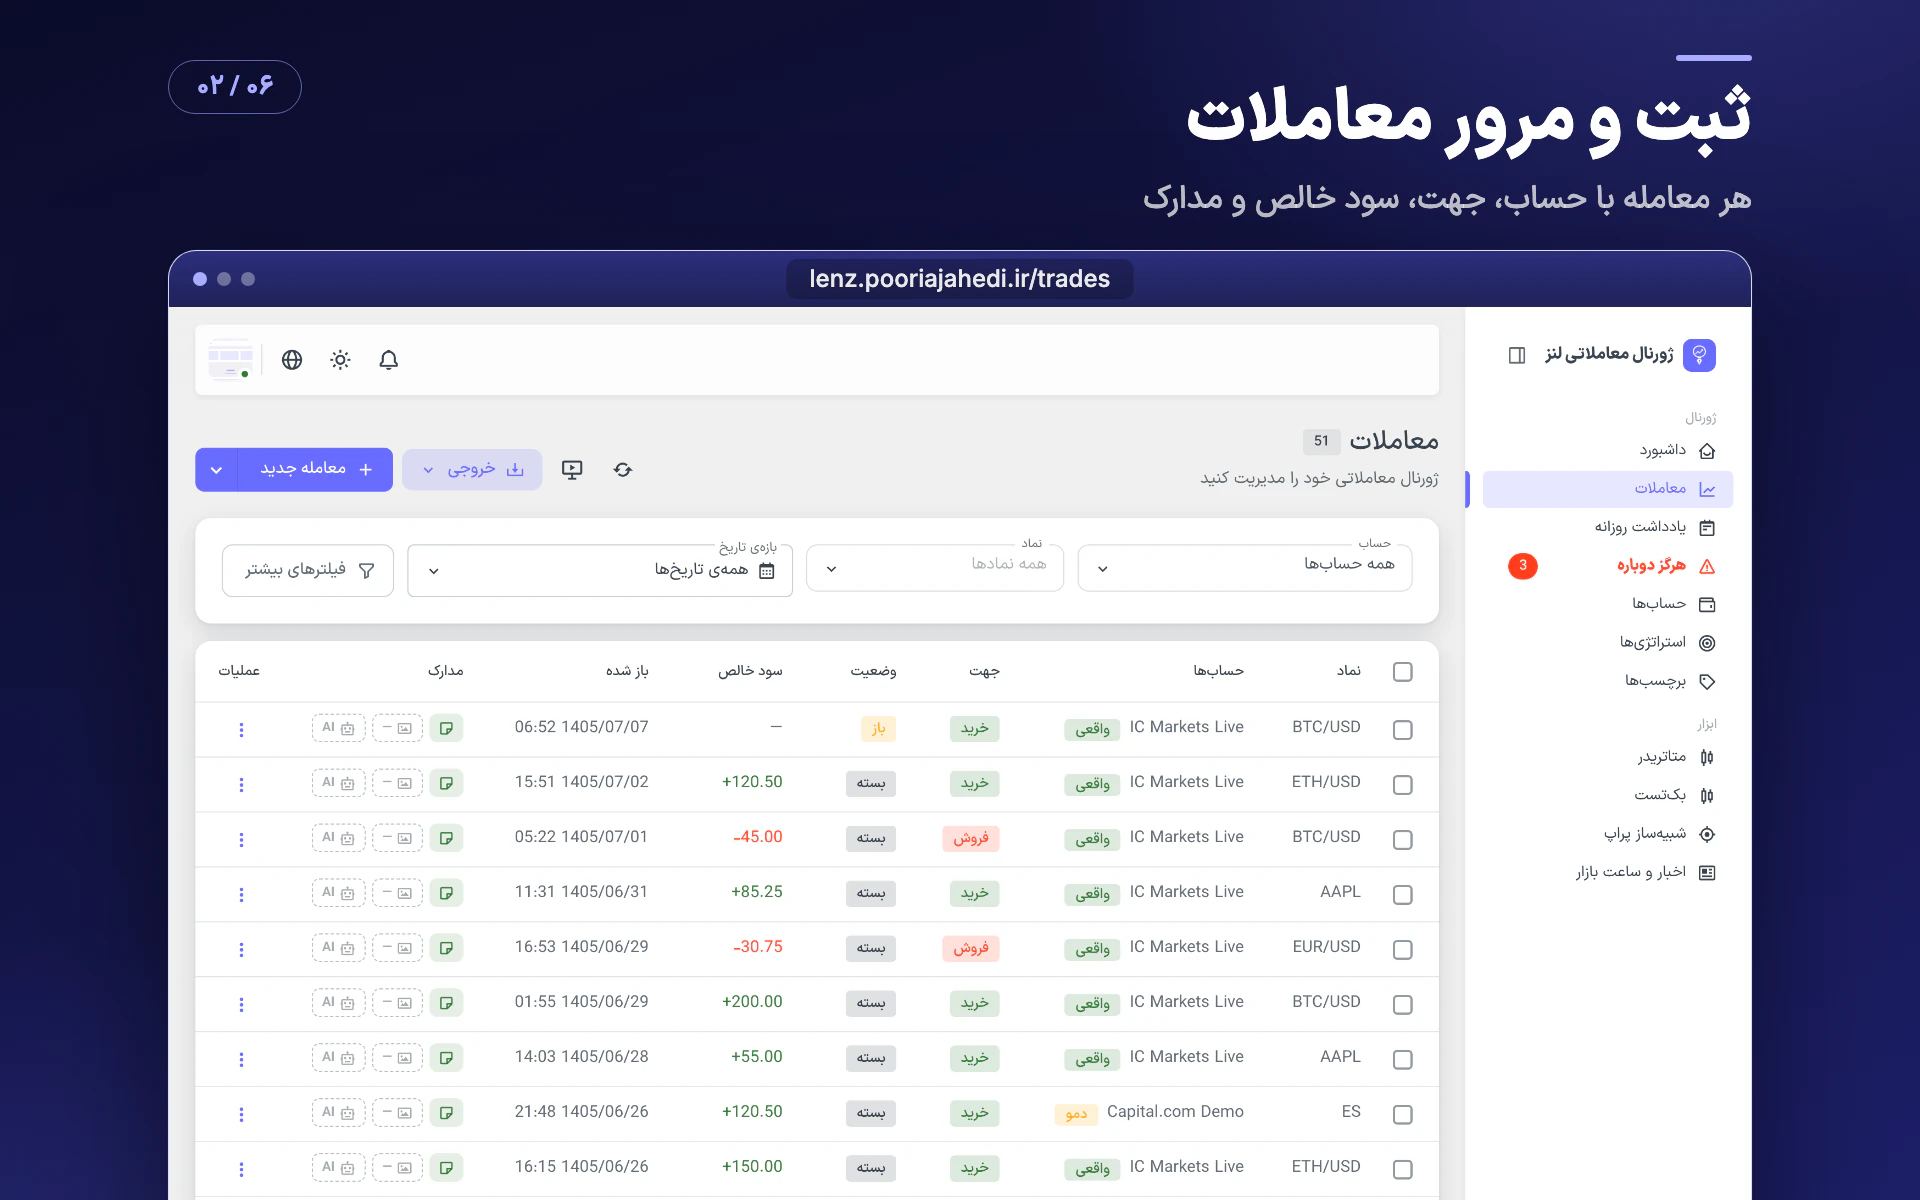 ۰۲ / ۰۶
ثبت و مرور معاملات
هر معامله با حساب، جهت، سود خالص و مدارک
lenz.pooriajahedi.ir/trades
ژورنال معاملاتی لنز
ژورنال
داشبورد
معاملات
یادداشت روزانه
هرگز دوباره 3
حساب‌ها
استراتژی‌ها
برچسب‌ها
ابزار
متاتریدر
بک‌تست
شبیه‌ساز پراپ
اخبار و ساعت بازار
معاملات 51
ژورنال معاملاتی خود را مدیریت کنید
خروجی
+ معامله جدید
حساب
همه حساب‌ها
نماد
همه نمادها
بازه‌ی تاریخ
همه‌ی تاریخ‌ها
فیلترهای بیشتر
نماد حساب‌ها جهت وضعیت سود خالص باز شده مدارک عملیات
BTC/USD IC Markets Live واقعی خرید باز — 06:52 1405/07/07 — AI
ETH/USD IC Markets Live واقعی خرید بسته +120.50 15:51 1405/07/02 — AI
BTC/USD IC Markets Live واقعی فروش بسته -45.00 05:22 1405/07/01 — AI
AAPL IC Markets Live واقعی خرید بسته +85.25 11:31 1405/06/31 — AI
EUR/USD IC Markets Live واقعی فروش بسته -30.75 16:53 1405/06/29 — AI
BTC/USD IC Markets Live واقعی خرید بسته +200.00 01:55 1405/06/29 — AI
AAPL IC Markets Live واقعی خرید بسته +55.00 14:03 1405/06/28 — AI
ES Capital.com Demo دمو خرید بسته +120.50 21:48 1405/06/26 — AI
ETH/USD IC Markets Live واقعی خرید بسته +150.00 16:15 1405/06/26 — AI